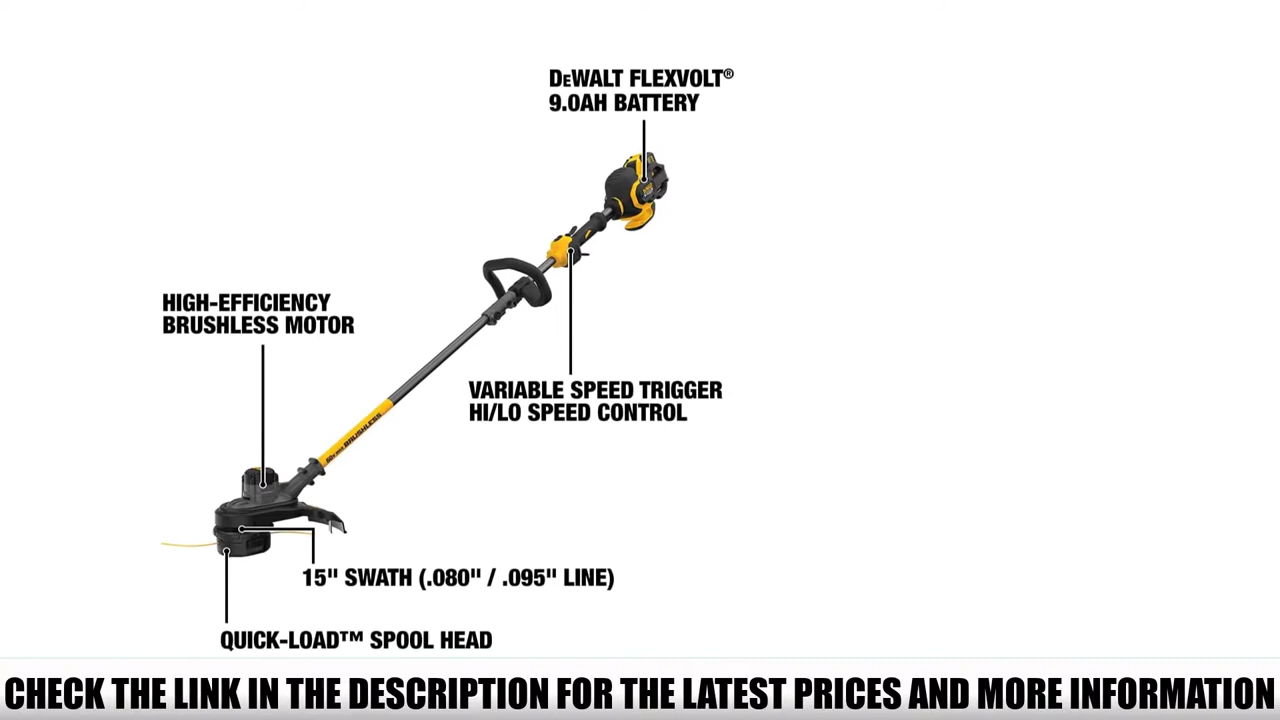 DEWALT FLEXVOLT®
9.0AH BATTERY
HIGH-EFFICIENCY
BRUSHLESS MOTOR
VARIABLE SPEED TRIGGER
HI/LO SPEED CONTROL
BRUSHLESS
15" SWATH (.080" / .095" LINE)
QUICK-LOAD™ SPOOL HEAD
CHECK THE LINK IN THE DESCRIPTION FOR THE LATEST PRICES AND MORE INFORMATION